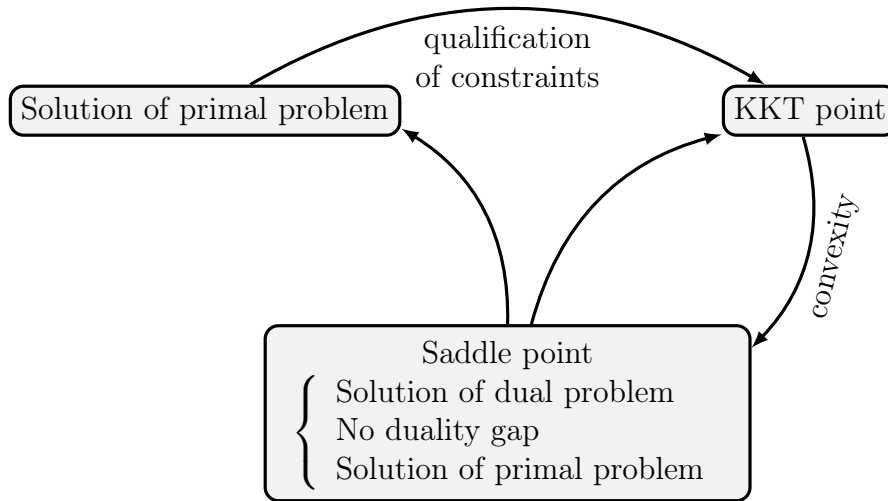 qualification
of constraints
Solution of primal problem
KKT point
convexity
Saddle point
Solution of dual problem
No duality gap
Solution of primal problem